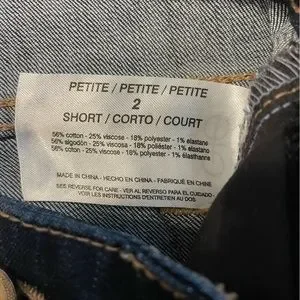 PETITE / PETITE / PETITE
2
SHORT / CORTO / COURT
56% cotton - 25% viscose - 18% polyester - 1% elastane
56% algodón - 25% viscosa - 18% poliéster - 1% elastano
56% coton - 25% viscose - 18% polyester - 1% élasthanne
MADE IN CHINA - HECHO EN CHINA - FABRIQUÉ EN CHINE
SEE REVERSE FOR CARE - VER AL REVERSO PARA EL CUIDADO -
VOIR LES INSTRUCTIONS D'ENTRETIEN AU DOS